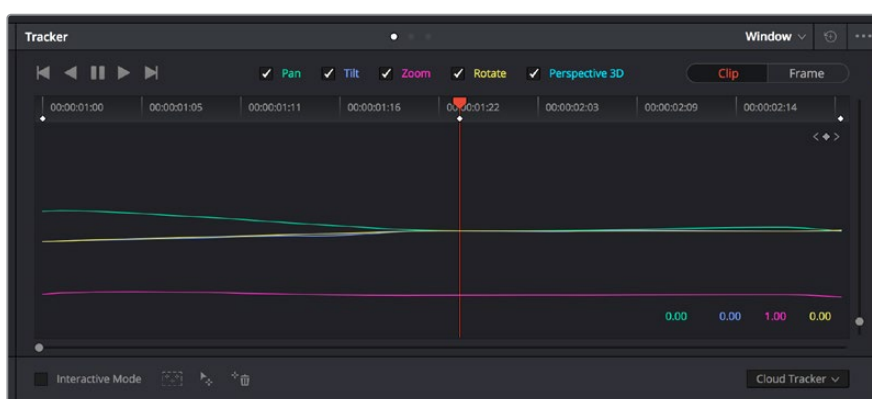 Tracker Window
Pan Tilt Zoom Rotate Perspective 3D Clip Frame
00:00:01:00 00:00:01:05 00:00:01:11 00:00:01:16 00:00:01:22 00:00:02:03 00:00:02:09 00:00:02:14
0.00 0.00 1.00 0.00
Interactive Mode Cloud Tracker